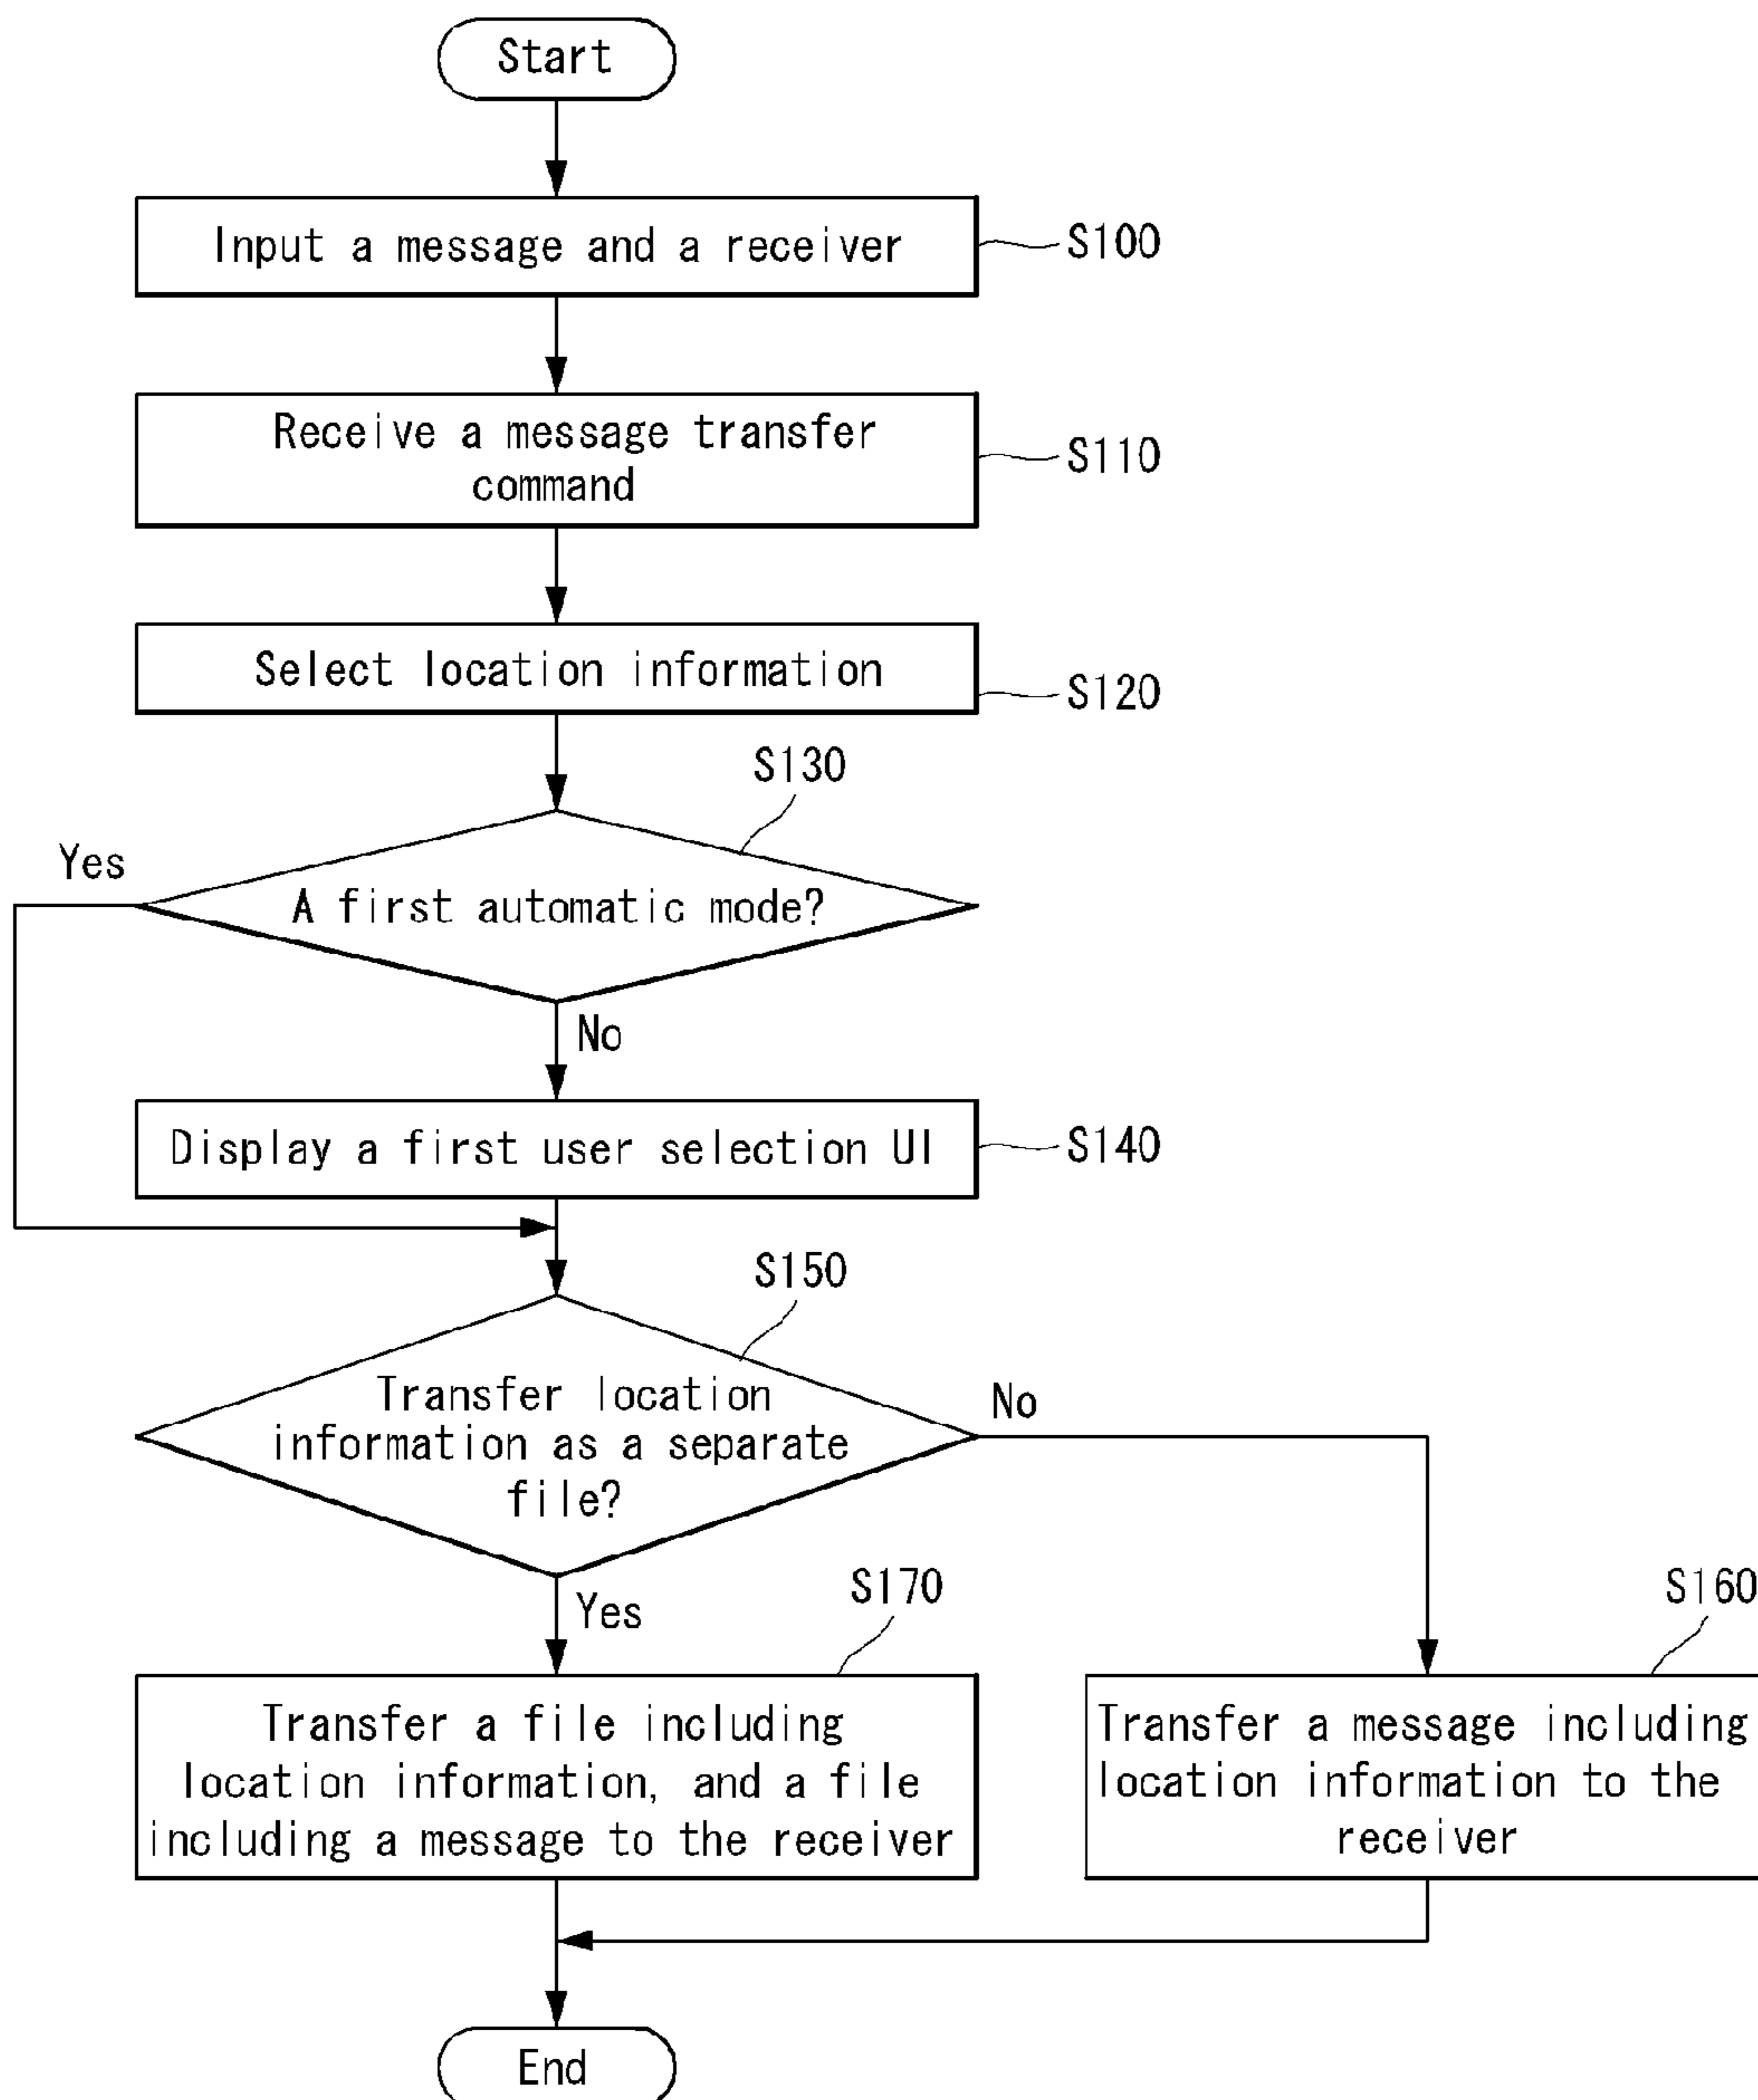 Start
Input a message and a receiver
S100
Receive a message transfer
command
S110
Select location information
S120
S130
Yes
A first automatic mode?
No
Display a first user selection UI
S140
S150
Transfer location
information as a separate
file?
No
Yes
S170
S160
Transfer a file including
location information, and a file
including a message to the receiver
Transfer a message including
location information to the
receiver
End